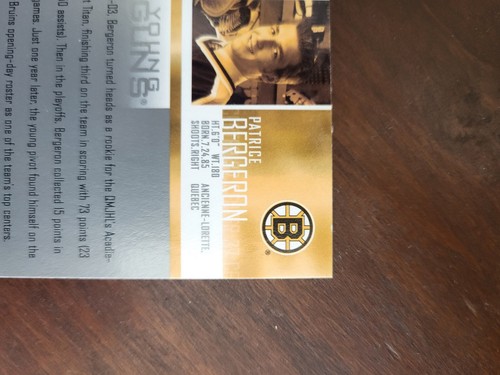 PATRICE
BERGERON
HT.6'0" WT.180
BORN.7.24.85 ANCIENNE-LORETTE,
SHOOTS.RIGHT QUEBEC
B
®
YOUNG
GUNS®
-03, Bergeron turned heads as a rookie for the QMJHL's Acadie-
t Titan, finishing third on the team in scoring with 73 points (23
0 assists). Then in the playoffs, Bergeron collected 15 points in
games. Just one year later, the young pivot found himself on the
Bruins opening-day roster as one of the team's top centers.